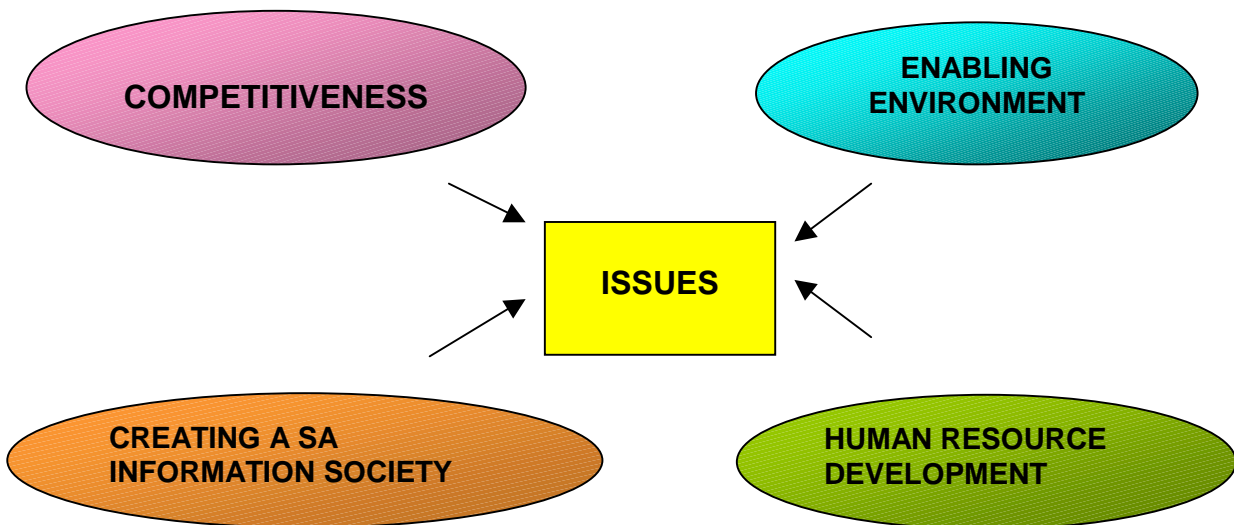 COMPETITIVENESS
ENABLING
ENVIRONMENT
ISSUES
CREATING A SA
INFORMATION SOCIETY
HUMAN RESOURCE
DEVELOPMENT